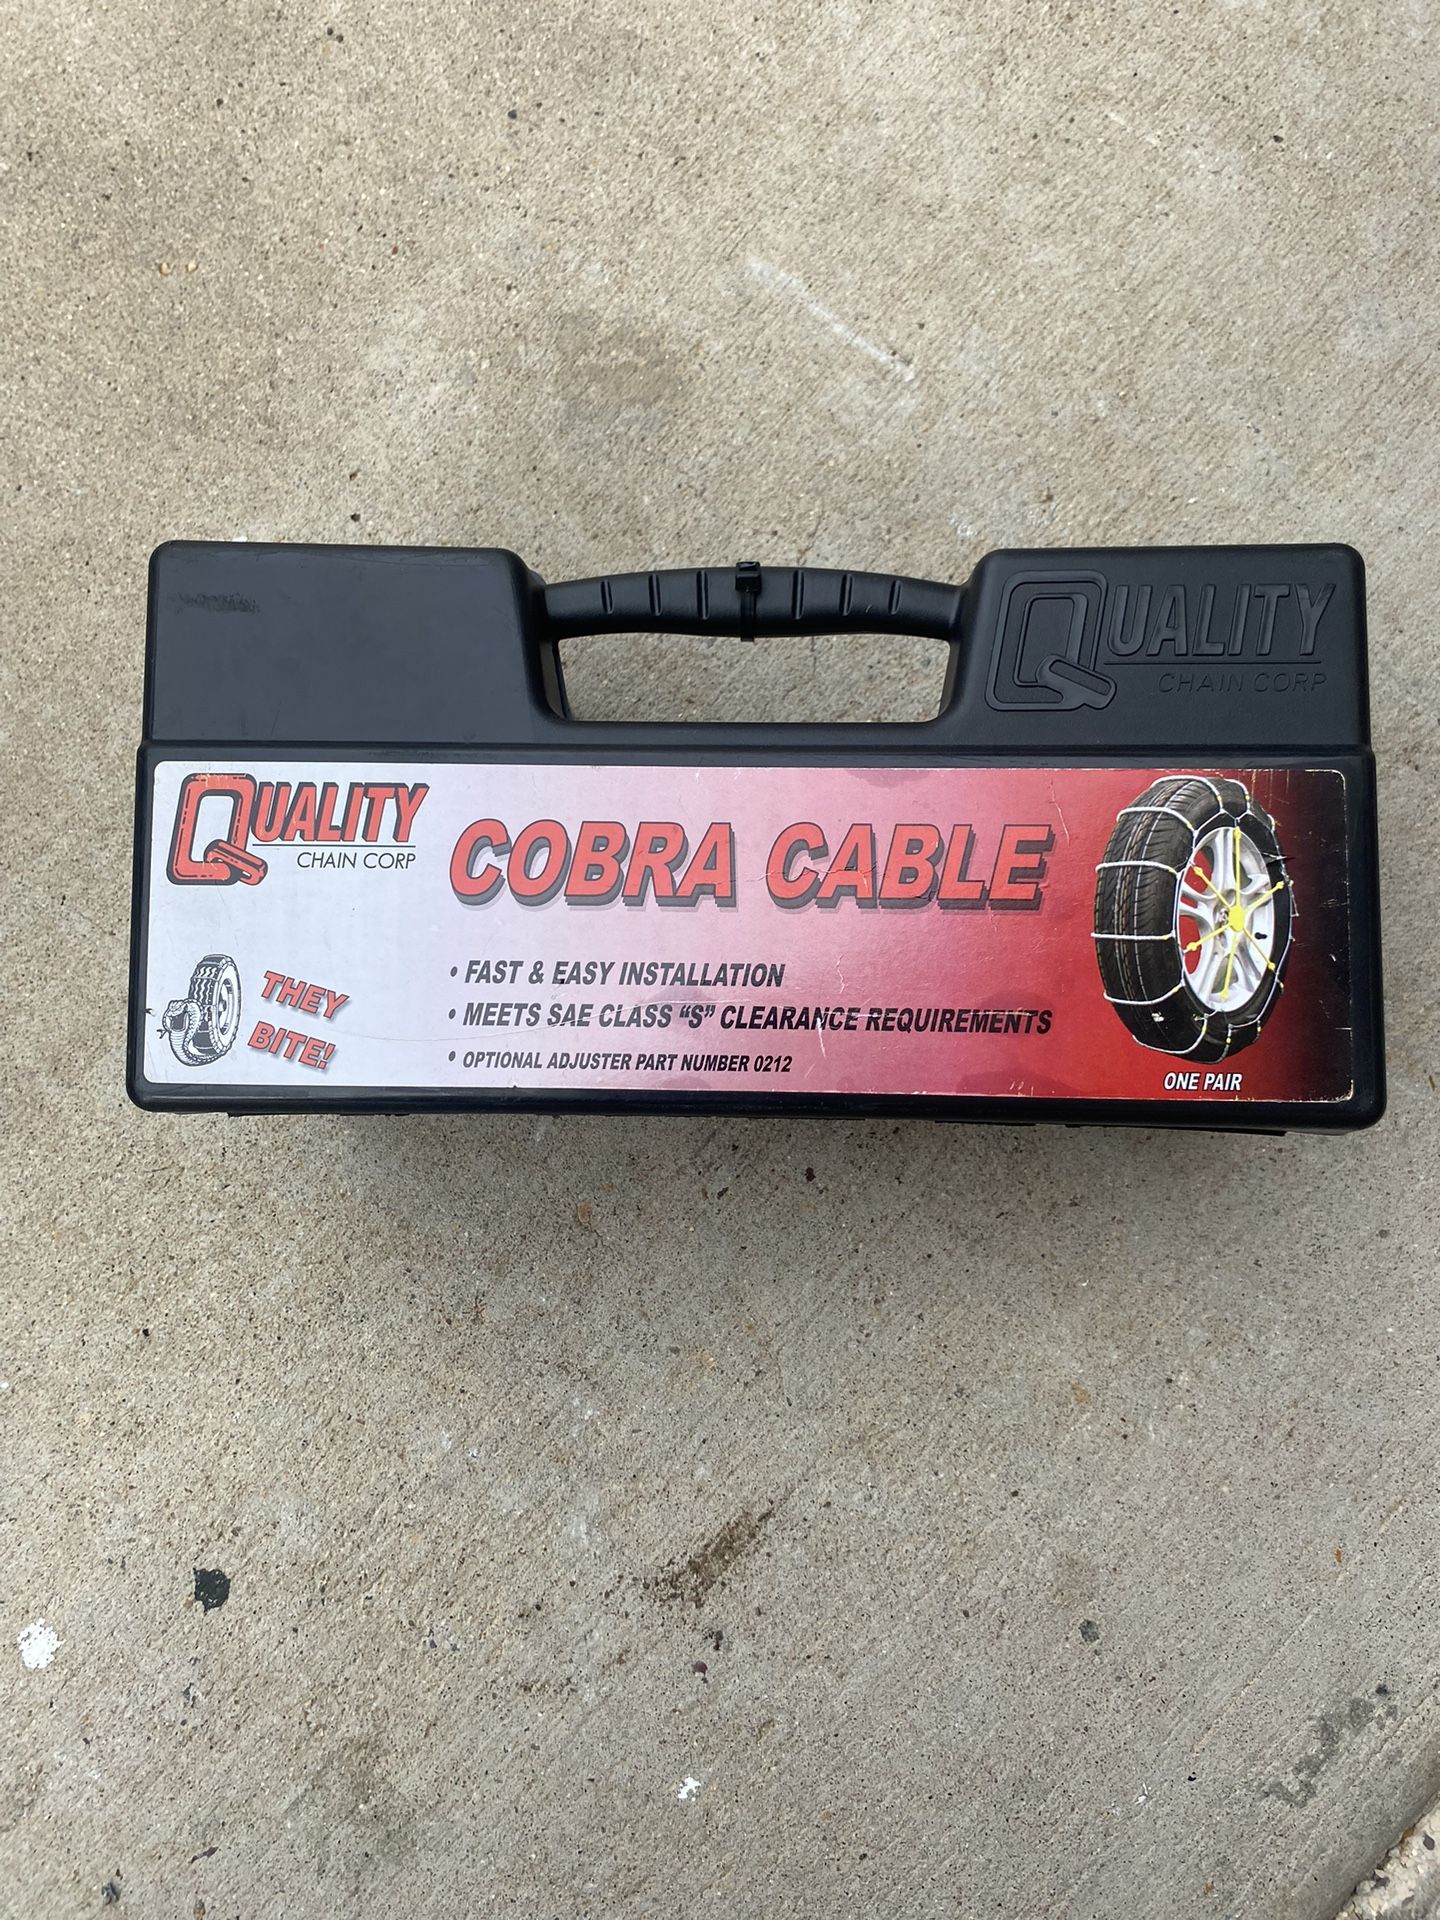 QUALITY
CHAIN CORP
QUALITY
CHAIN CORP
COBRA CABLE
THEY
BITE!
• FAST & EASY INSTALLATION
• MEETS SAE CLASS "S" CLEARANCE REQUIREMENTS
• OPTIONAL ADJUSTER PART NUMBER 0212
ONE PAIR